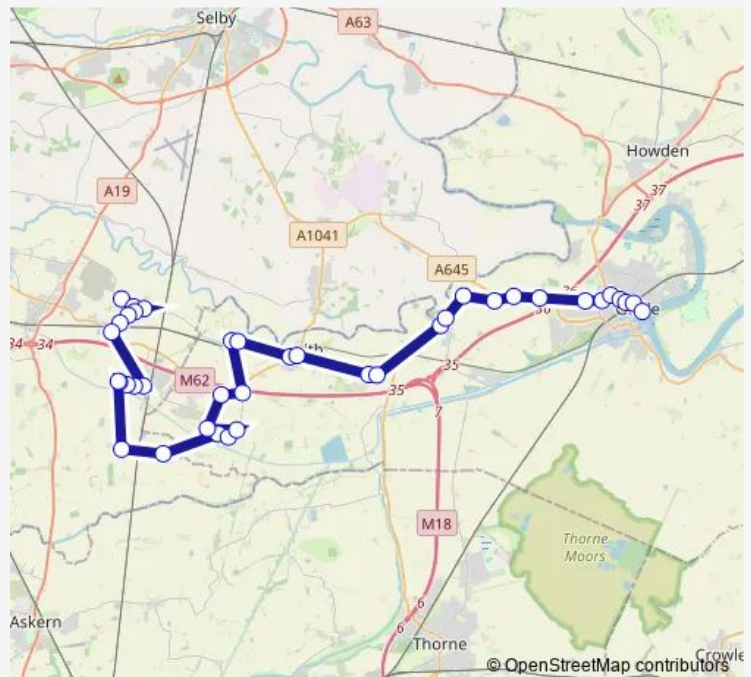 Selby
A63
Howden
37
37
A19
A1041
A645
36
36
34
34
M62
35
35
7
M18
Thorne
Moors
6
6
Askern
Thorne
Crowle
© OpenStreetMap contributors